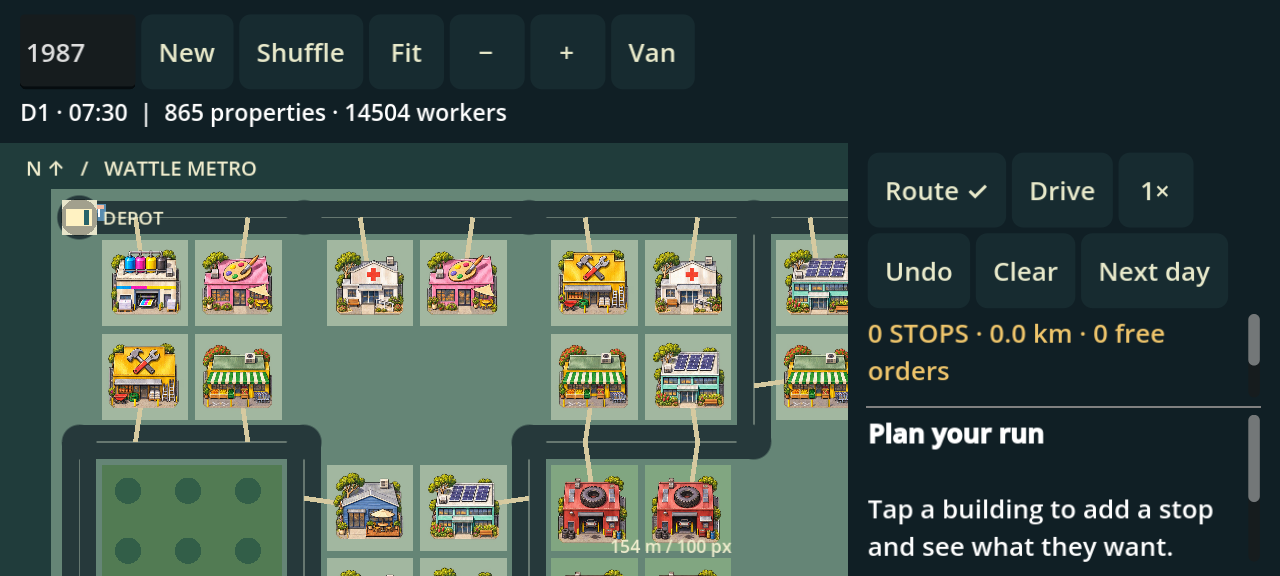 1987 New Shuffle Fit − + Van
D1 · 07:30 | 865 properties · 14504 workers
N ↑ / WATTLE METRO
DEPOT
154 m / 100 px
Route ✓ Drive 1×
Undo Clear Next day
0 STOPS · 0.0 km · 0 free
orders
Plan your run
Tap a building to add a stop
and see what they want.